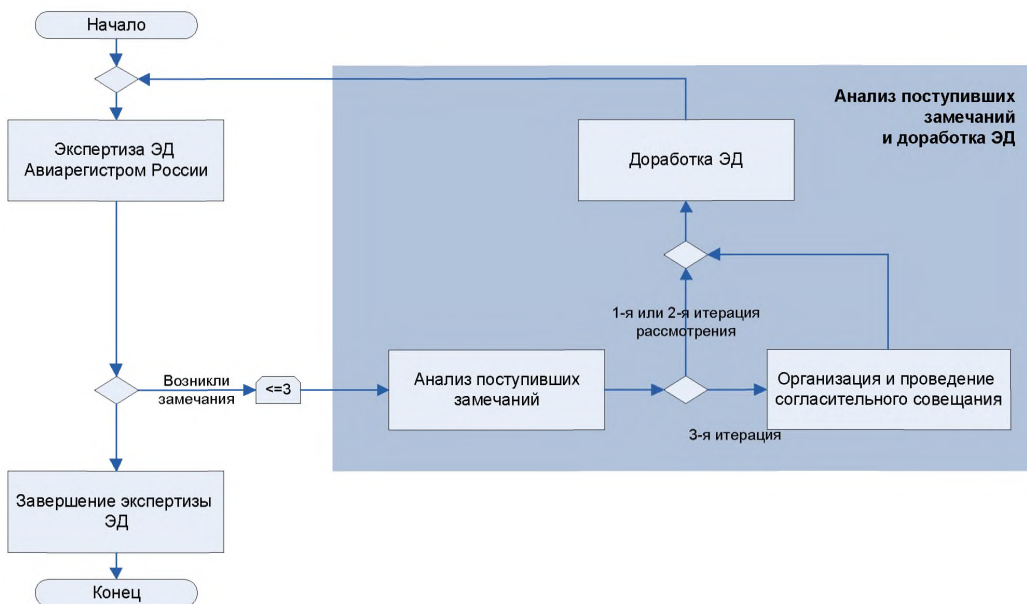 Начало
Анализ поступивших
замечаний
и доработка ЭД
Экспертиза ЭД
Авиарегистром России
Доработка ЭД
1-я или 2-я итерация
рассмотрения
Возникли
замечания
<=3
Анализ поступивших
замечаний
Организация и проведение
согласительного совещания
3-я итерация
Завершение экспертизы
ЭД
Конец